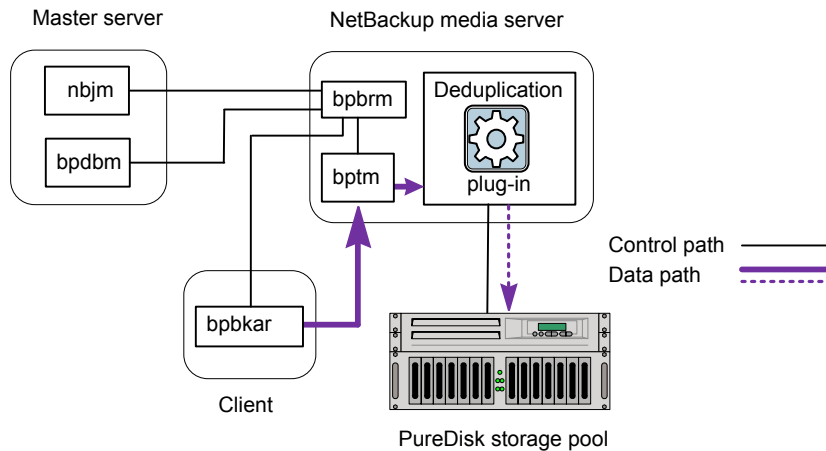 Master server
NetBackup media server
nbjm
bpdbm
bpbrm
bptm
Deduplication
plug-in
Control path
Data path
bpbkar
Client
PureDisk storage pool